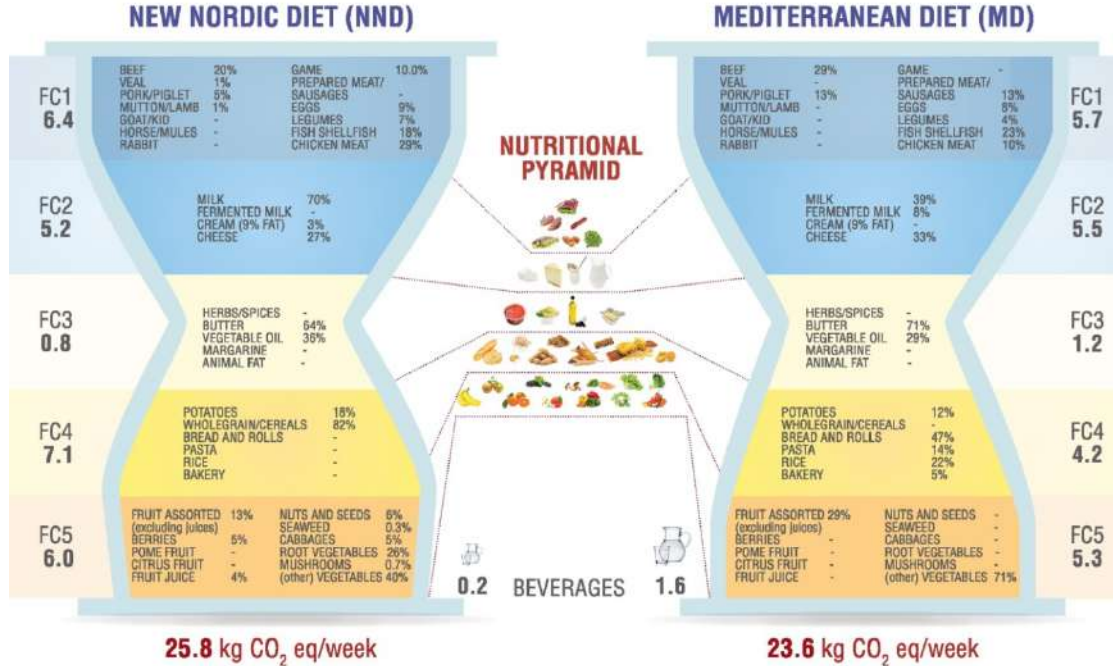 NEW NORDIC DIET (NND)
FC1
6.4
BEEF 20%
VEAL 1%
PORK/PIGLET 5%
MUTTON/LAMB 1%
GOAT/KID -
HORSE/MULES -
RABBIT -
GAME 10.0%
PREPARED MEAT/
SAUSAGES -
EGGS 9%
LEGUMES 7%
FISH SHELLFISH 18%
CHICKEN MEAT 29%
FC2
5.2
MILK 70%
FERMENTED MILK -
CREAM (9% FAT) 3%
CHEESE 27%
FC3
0.8
HERBS/SPICES -
BUTTER 64%
VEGETABLE OIL 36%
MARGARINE -
ANIMAL FAT -
FC4
7.1
POTATOES 18%
WHOLEGRAIN/CEREALS 82%
BREAD AND ROLLS -
PASTA -
RICE -
BAKERY -
FC5
6.0
FRUIT ASSORTED 13%
(excluding juices)
BERRIES 5%
POME FRUIT -
CITRUS FRUIT -
FRUIT JUICE 4%
NUTS AND SEEDS 6%
SEAWEED 0.3%
CABBAGES 5%
ROOT VEGETABLES 26%
MUSHROOMS 0.7%
(other) VEGETABLES 40%
25.8 kg CO₂ eq/week
NUTRITIONAL
PYRAMID
0.2 BEVERAGES 1.6
MEDITERRANEAN DIET (MD)
BEEF 29%
VEAL -
PORK/PIGLET 13%
MUTTON/LAMB -
GOAT/KID -
HORSE/MULES -
RABBIT -
GAME -
PREPARED MEAT/
SAUSAGES 13%
EGGS 8%
LEGUMES 4%
FISH SHELLFISH 23%
CHICKEN MEAT 10%
FC1
5.7
MILK 39%
FERMENTED MILK 8%
CREAM (9% FAT) -
CHEESE 33%
FC2
5.5
HERBS/SPICES -
BUTTER 71%
VEGETABLE OIL 29%
MARGARINE -
ANIMAL FAT -
FC3
1.2
POTATOES 12%
WHOLEGRAIN/CEREALS -
BREAD AND ROLLS 47%
PASTA 14%
RICE 22%
BAKERY 5%
FC4
4.2
FRUIT ASSORTED 29%
(excluding juices)
BERRIES -
POME FRUIT -
CITRUS FRUIT -
FRUIT JUICE -
NUTS AND SEEDS -
SEAWEED -
CABBAGES -
ROOT VEGETABLES -
MUSHROOMS -
(other) VEGETABLES 71%
FC5
5.3
23.6 kg CO₂ eq/week